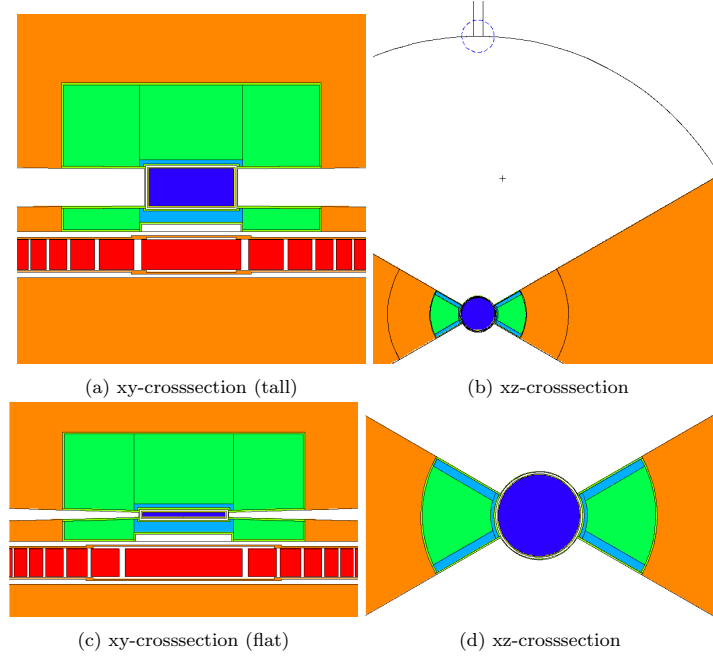 (a) xy-crosssection (tall)
(b) xz-crosssection
(c) xy-crosssection (flat)
(d) xz-crosssection